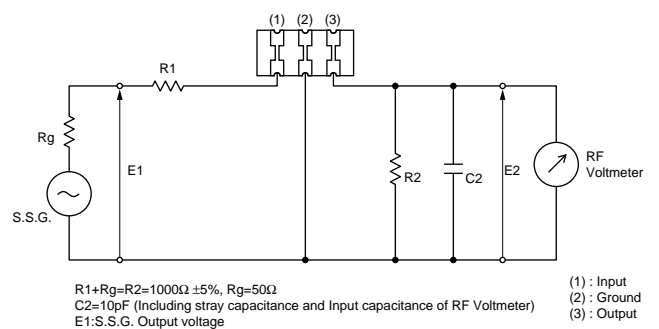 (1) (2) (3)
R1
Rg
E1
R2
C2
E2
RF
Voltmeter
S.S.G.
R1+Rg=R2=1000Ω ±5%, Rg=50Ω
C2=10pF (Including stray capacitance and Input capacitance of RF Voltmeter)
E1:S.S.G. Output voltage
(1) : Input
(2) : Ground
(3) : Output